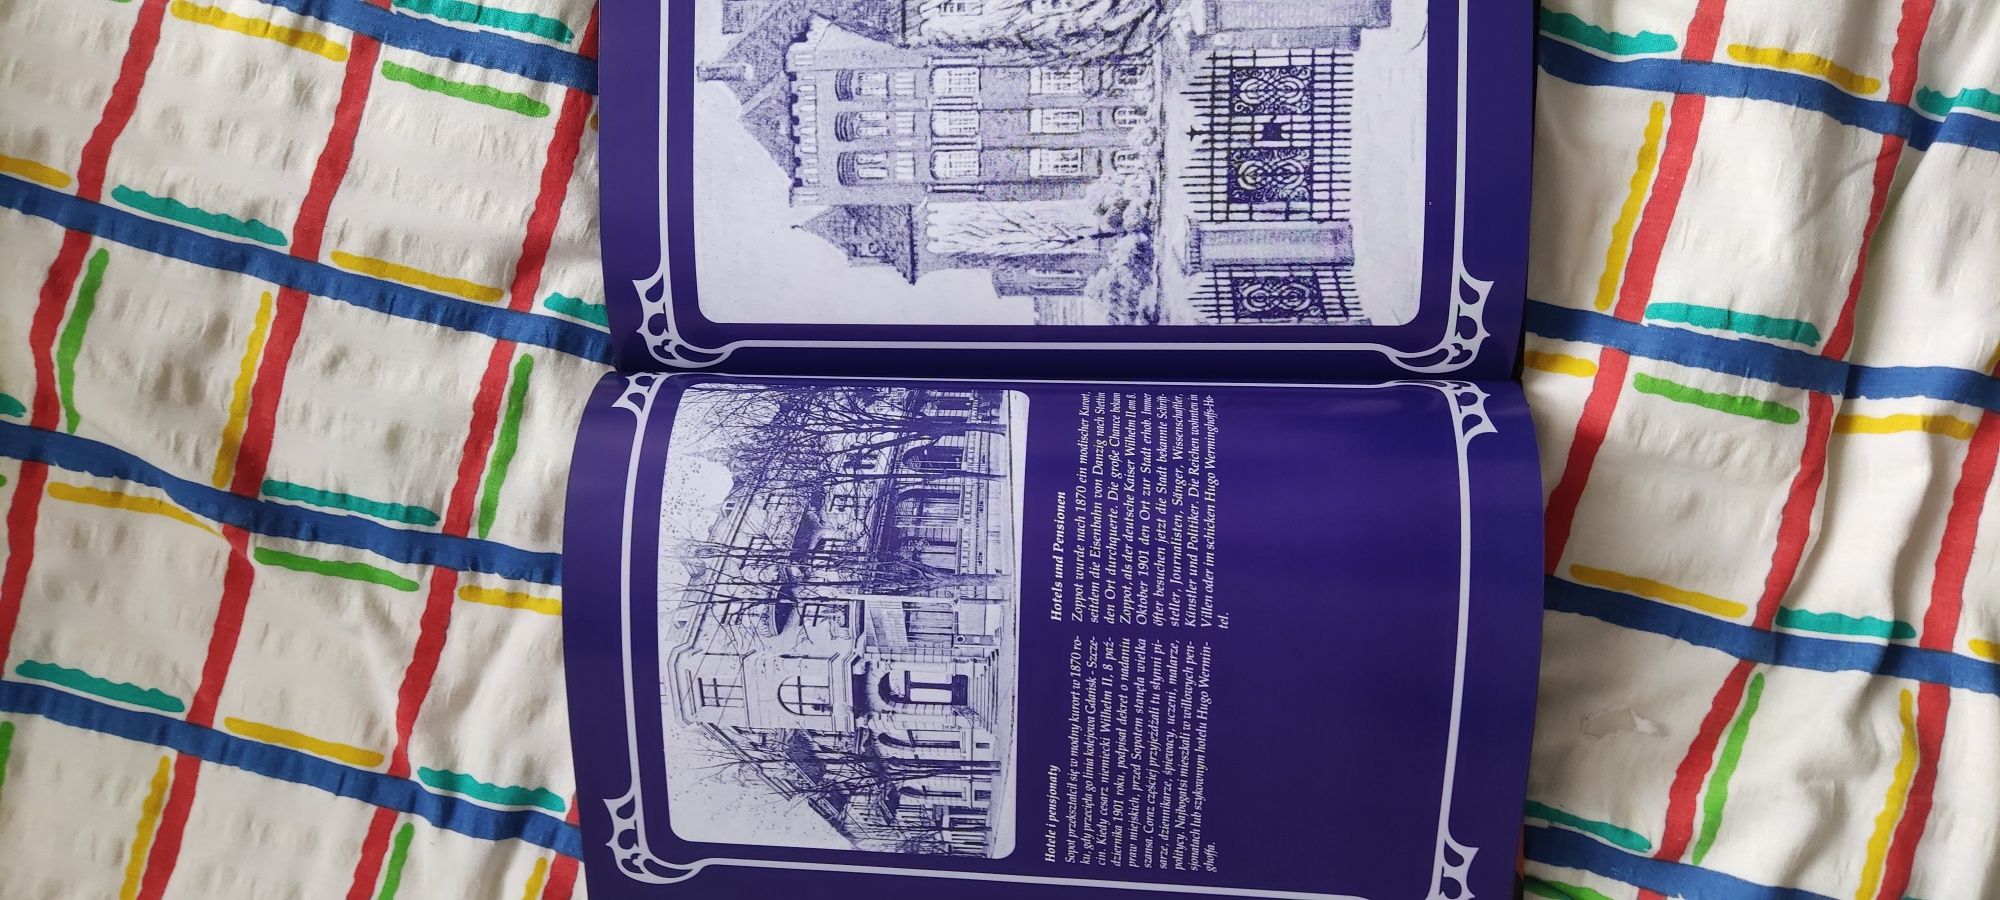 Hotele i pensjonaty
Sopot przekształcił się w modny kurort w 1870 ro-
ku, gdy przecięła go linia kolejowa Gdańsk - Szcze-
cin. Kiedy cesarz niemiecki Wilhelm II, 8 paź-
dziernika 1901 roku, podpisał dekret o nadaniu
praw miejskich, przed Sopotem stanęła wielka
szansa. Coraz częściej przyjeżdżali tu słynni pi-
sarze, dziennikarze, śpiewacy, uczeni, malarze,
politycy. Najbogatsi mieszkali w willowych pen-
sjonatach lub szykownym hotelu Hugo Wermin-
ghoffa.
Hotels und Pensionen
Zoppot wurde nach 1870 ein modischer Kurort,
seitdem die Eisenbahn von Danzig nach Stettin
den Ort durchquerte. Die große Chance bekam
Zoppot, als der deutsche Kaiser Wilhelm II am 8.
Oktober 1901 den Ort zur Stadt erhob. Immer
öfter besuchen jetzt die Stadt bekannte Schrift-
steller, Journalisten, Sänger, Wissenschaftler,
Künstler und Politiker. Die Reichen wohnten in
Villen oder im schicken Hugo Werminghoffs-Ho-
tel.